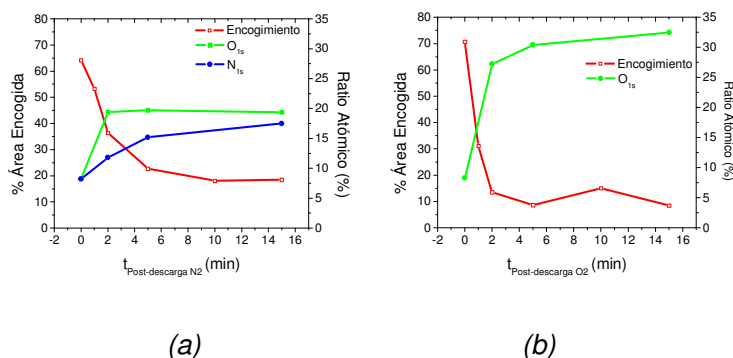 80
70
60
50
40
30
20
10
0
35
30
25
20
15
10
5
0
-2 0 2 4 6 8 10 12 14 16
% Área Encogida
Ratio Atómico (%)
Encogimiento
O1s
N1s
tPost-descarga N2 (min)
(a)
80
70
60
50
40
30
20
10
0
35
30
25
20
15
10
5
0
-2 0 2 4 6 8 10 12 14 16
% Área Encogida
Ratio Atómico (%)
Encogimiento
O1s
tPost-descarga O2 (min)
(b)